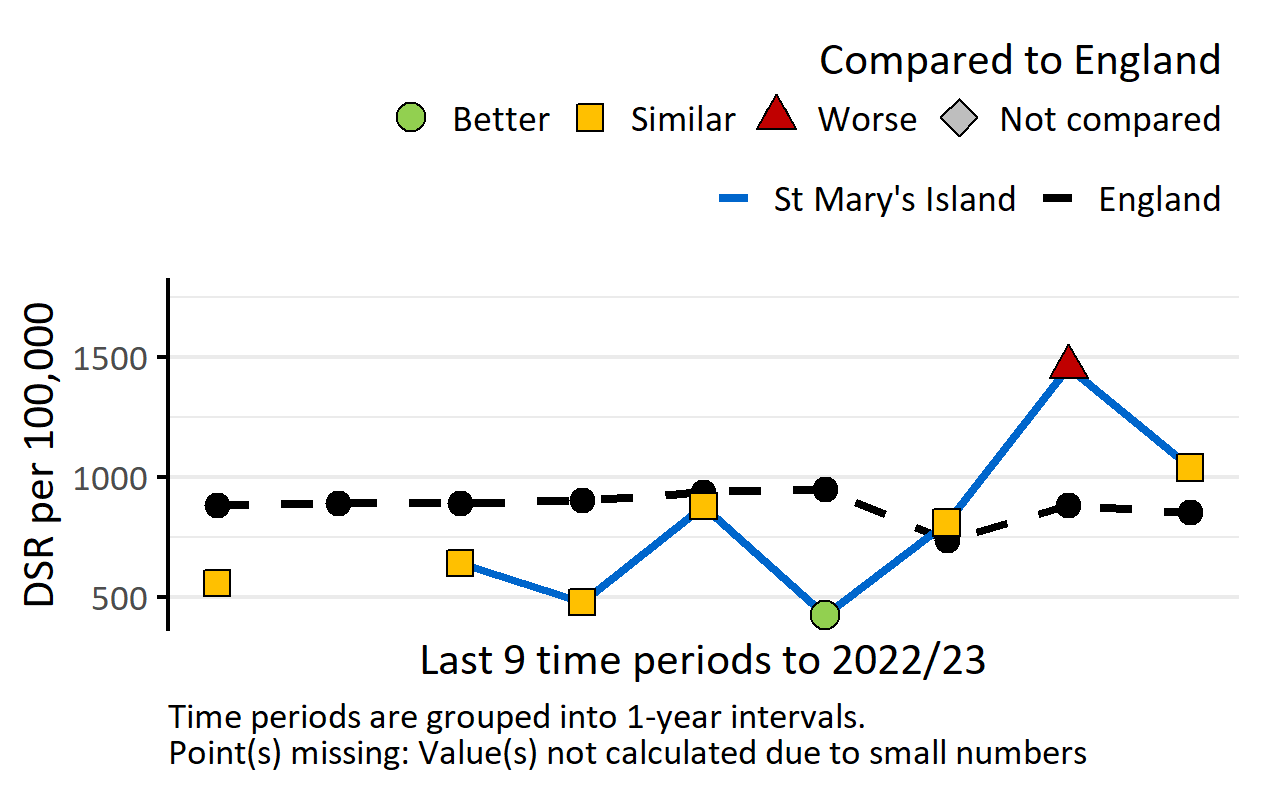 Compared to England
Better Similar Worse Not compared
St Mary's Island England
DSR per 100,000
1500
1000
500
Last 9 time periods to 2022/23
Time periods are grouped into 1-year intervals.
Point(s) missing: Value(s) not calculated due to small numbers